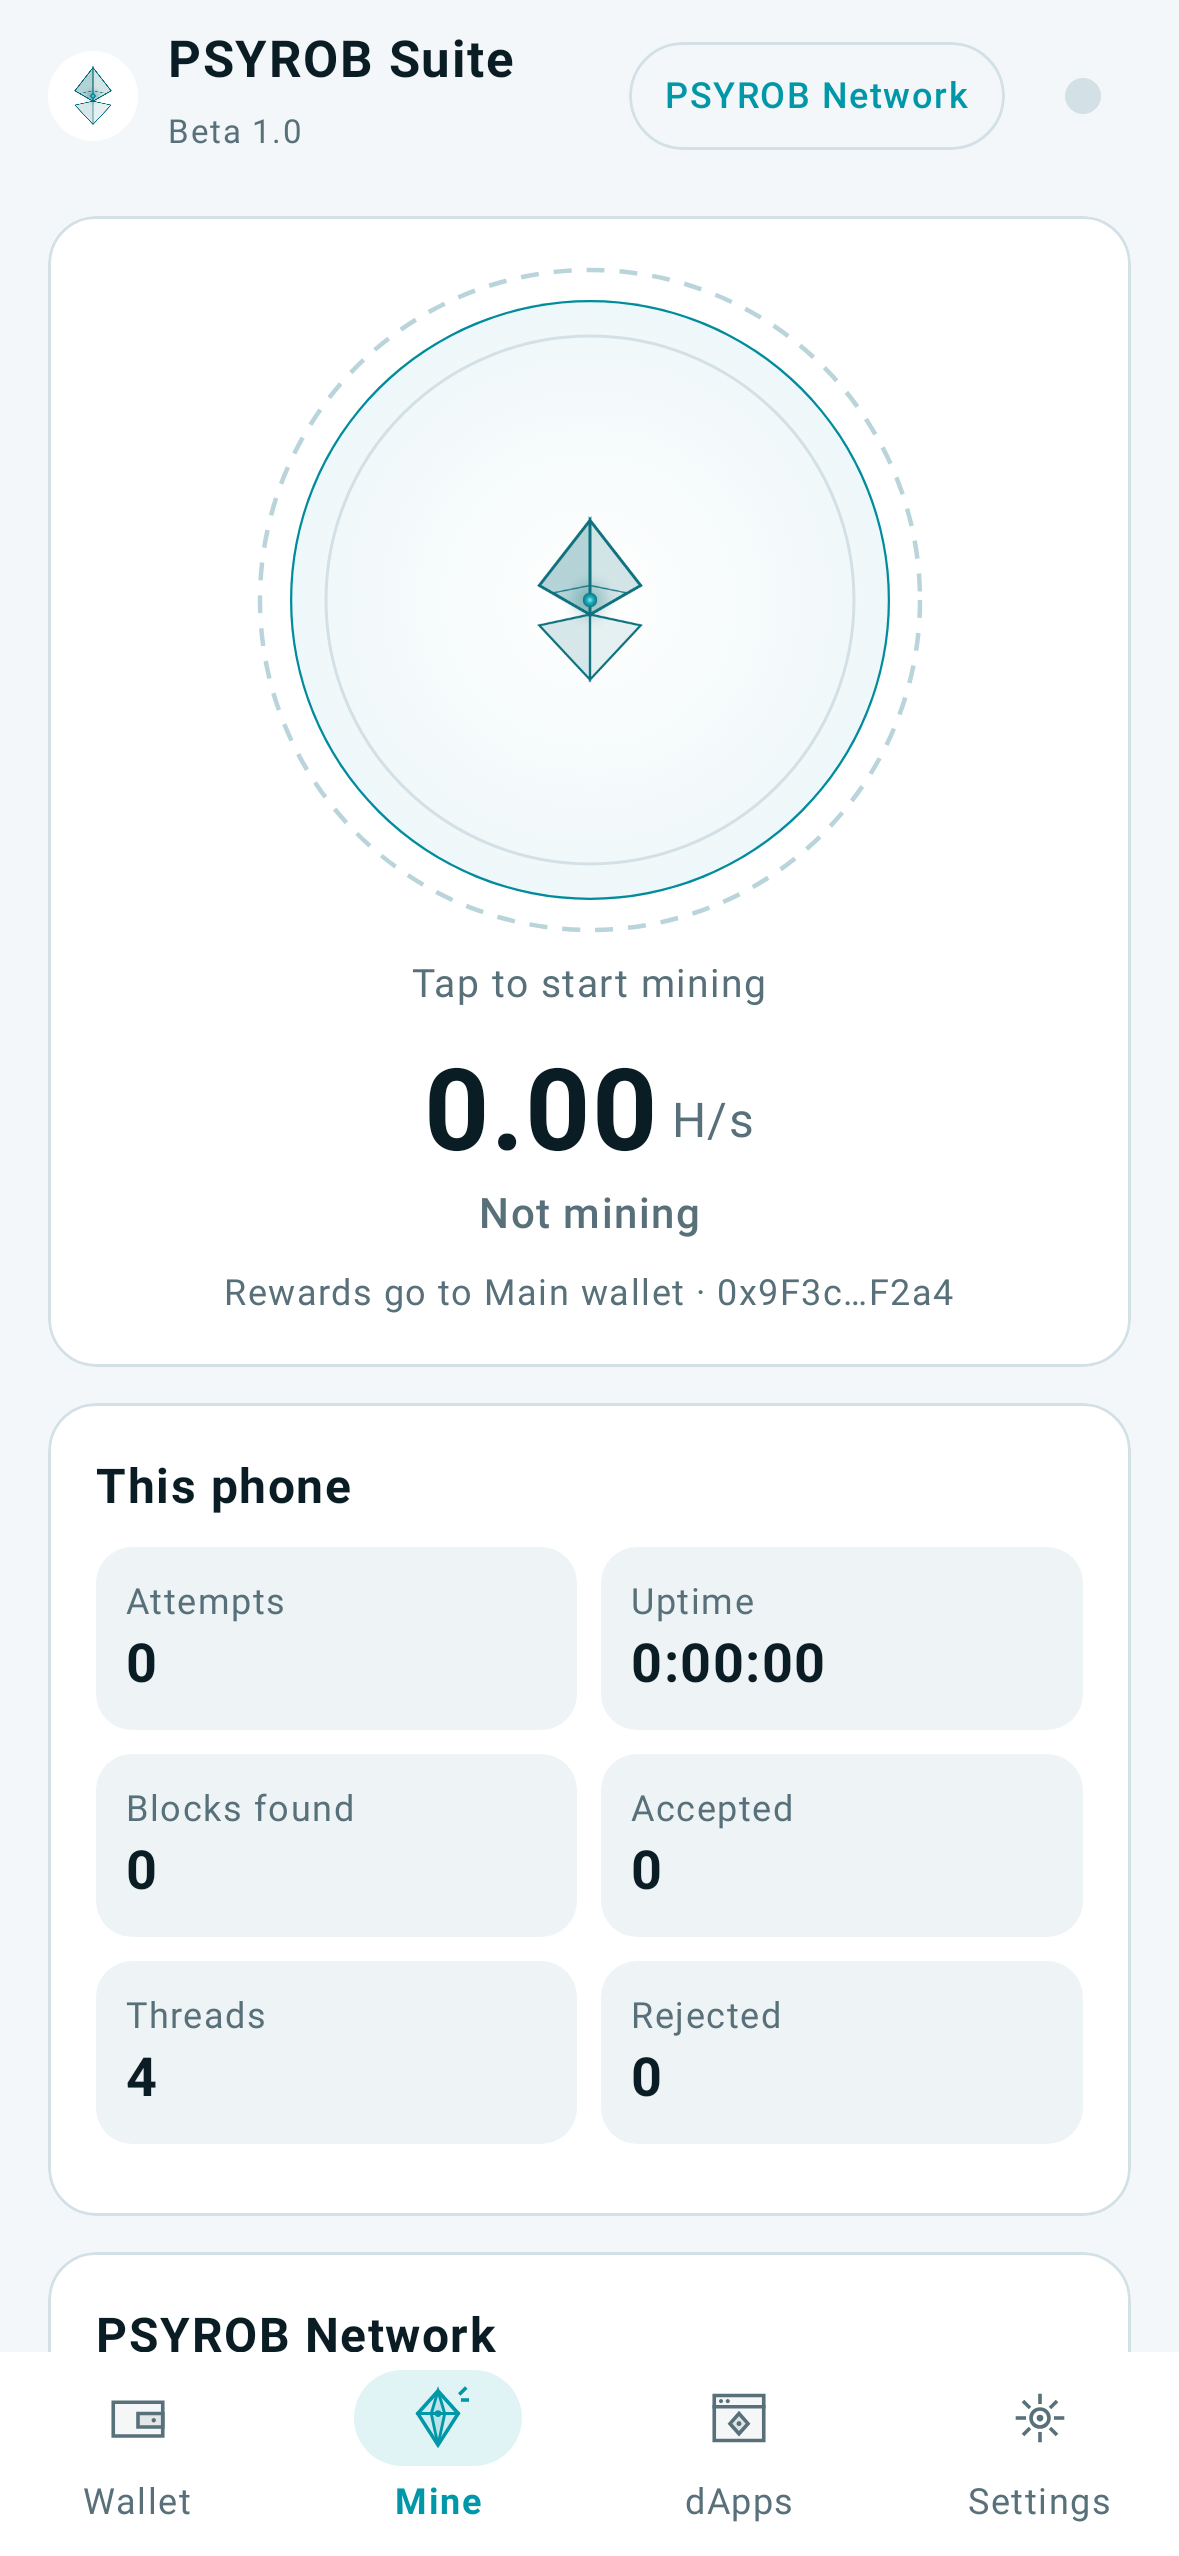 PSYROB Suite
Beta 1.0
PSYROB Network
Tap to start mining
0.00 H/s
Not mining
Rewards go to Main wallet · 0x9F3c…F2a4
This phone
Attempts
0
Uptime
0:00:00
Blocks found
0
Accepted
0
Threads
4
Rejected
0
PSYROB Network
Wallet
Mine
dApps
Settings